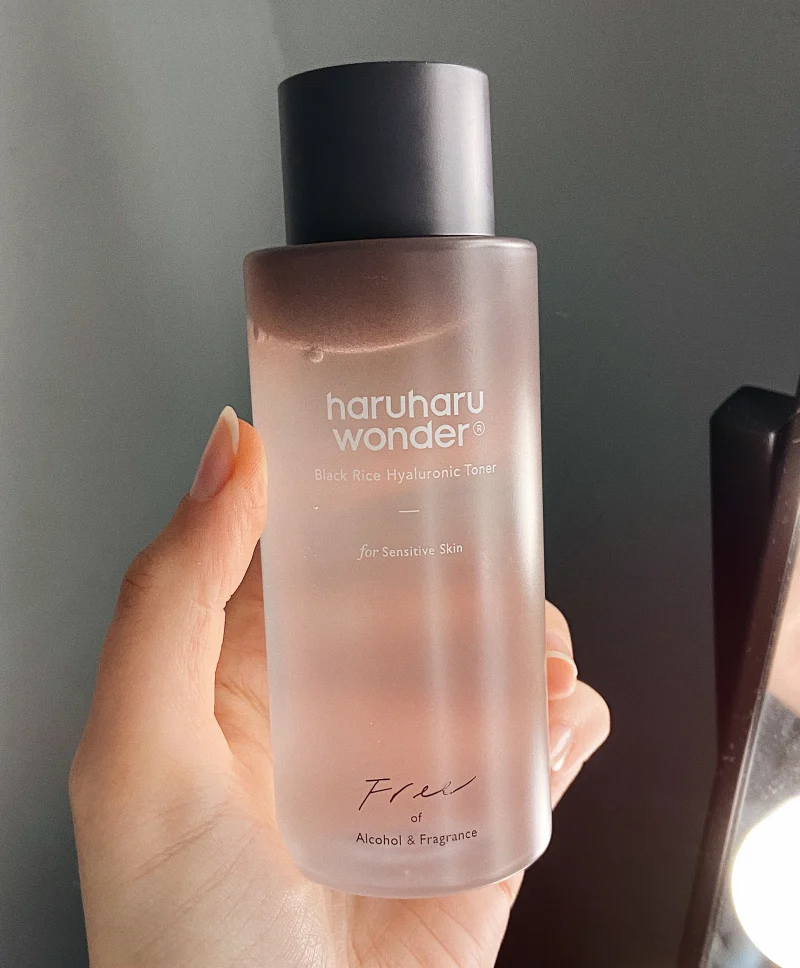 haruharu
wonder®
Black Rice Hyaluronic Toner
for Sensitive Skin
Free
of
Alcohol & Fragrance